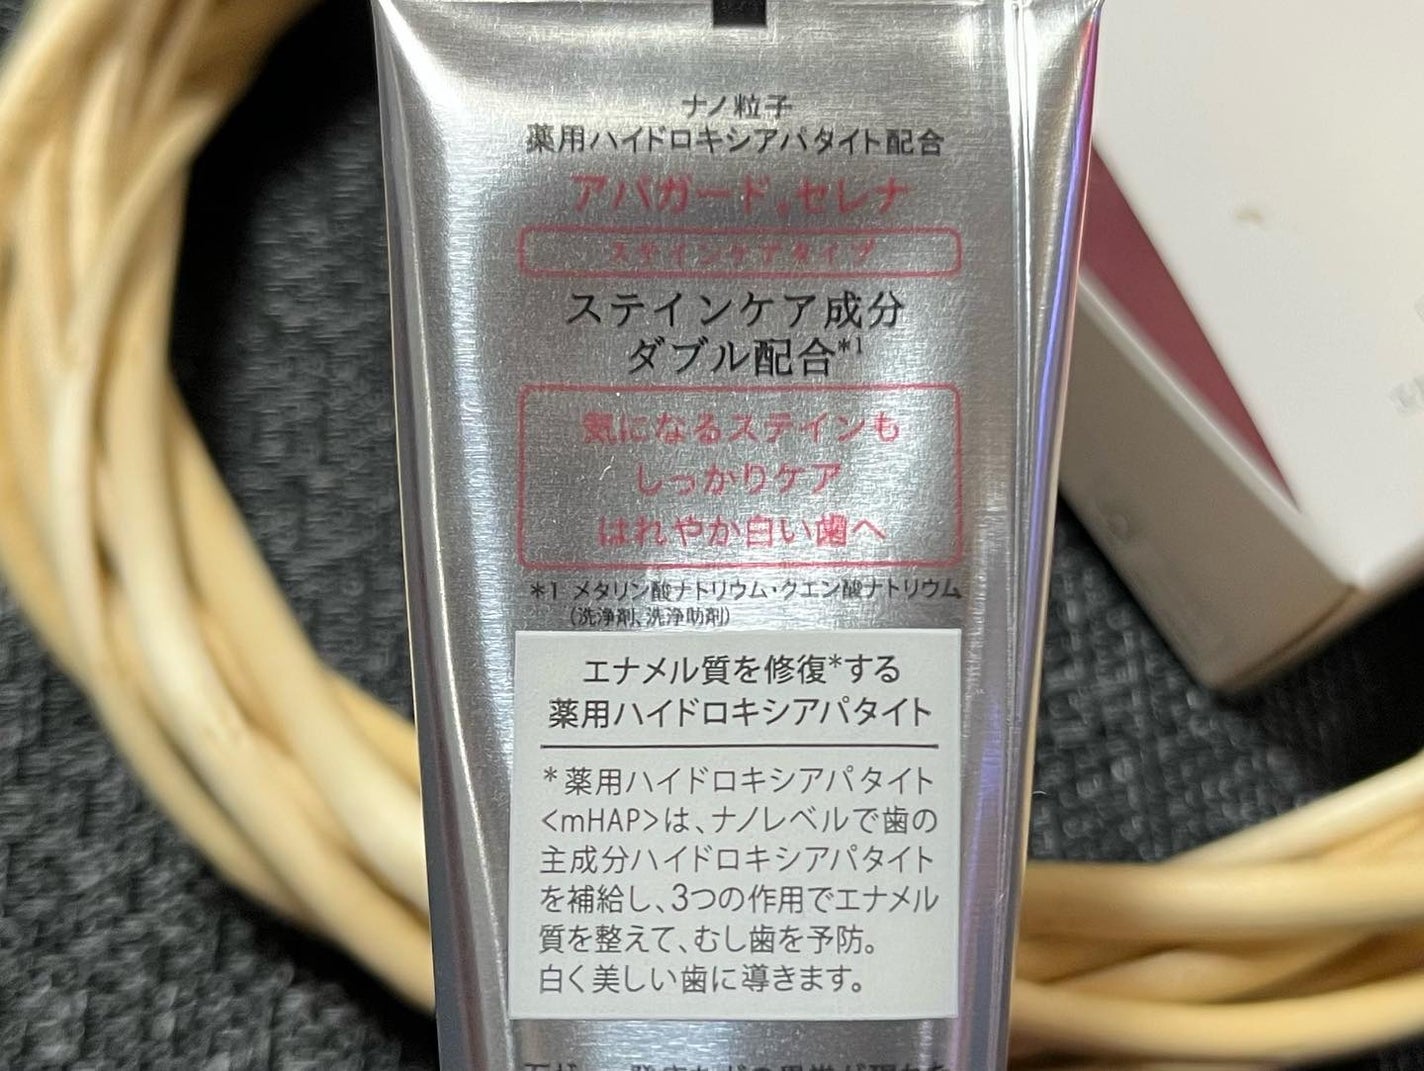 ナノ粒子
薬用ハイドロキシアパタイト配合
アパガード セレナ
ステインケアタイプ
ステインケア成分
ダブル配合*1
気になるステインも
しっかりケア
はれやか白い歯へ
*1 メタリン酸ナトリウム・クエン酸ナトリウム
(洗浄剤、洗浄助剤)
エナメル質を修復*する
薬用ハイドロキシアパタイト
*薬用ハイドロキシアパタイト
<mHAP>は、ナノレベルで歯の
主成分ハイドロキシアパタイト
を補給し、3つの作用でエナメル
質を整えて、むし歯を予防。
白く美しい歯に導きます。